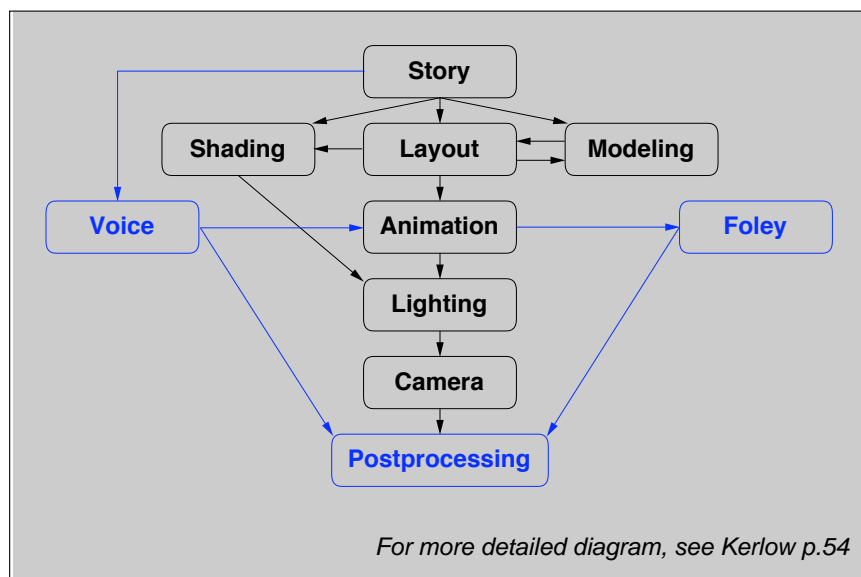 Story
Shading Layout Modeling
Voice Animation Foley
Lighting
Camera
Postprocessing
For more detailed diagram, see Kerlow p.54